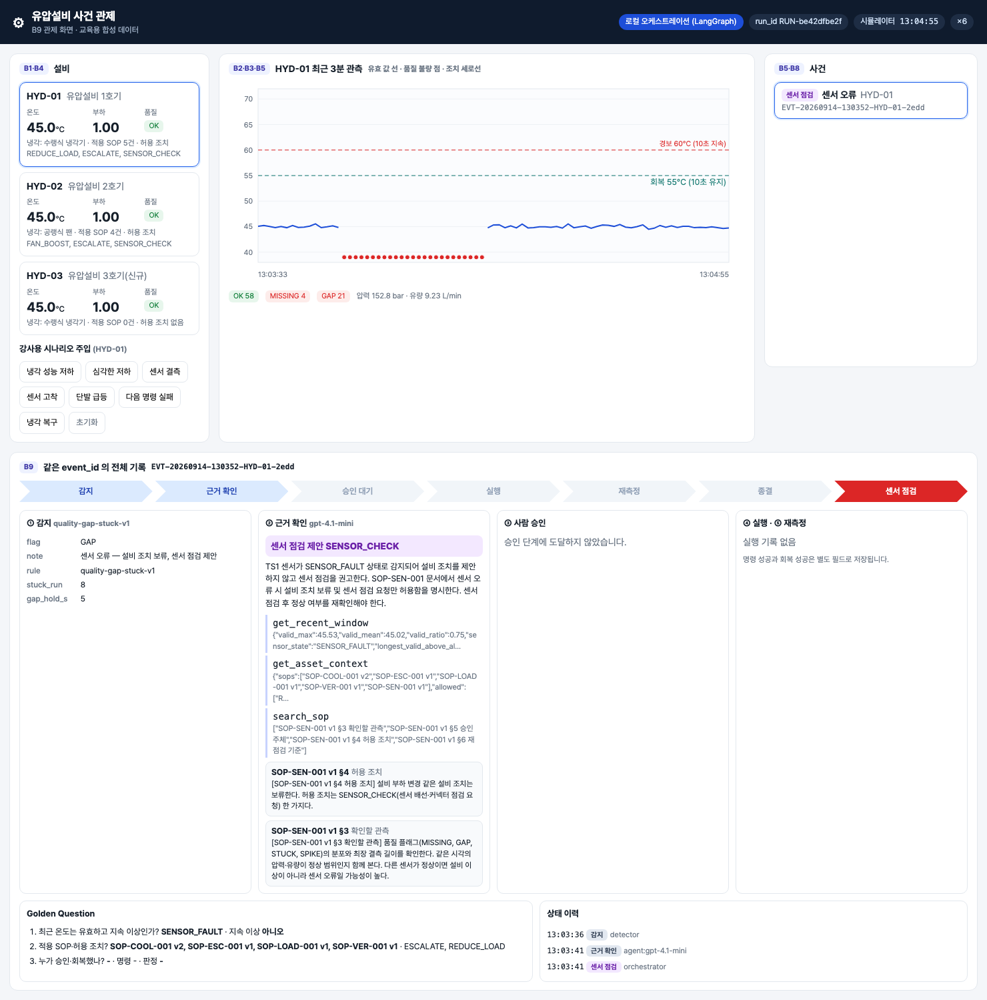 유압설비 사건 관제
B9 관제 화면 · 교육용 합성 데이터
로컬 오케스트레이션 (LangGraph)
run_id RUN-be42dfbe2f
시뮬레이터 13:04:55
×6
B1·B4 설비
HYD-01 유압설비 1호기
온도 부하 품질
45.0°C 1.00 OK
냉각: 수랭식 냉각기 · 적용 SOP 5건 · 허용 조치
REDUCE_LOAD, ESCALATE, SENSOR_CHECK
HYD-02 유압설비 2호기
온도 부하 품질
45.0°C 1.00 OK
냉각: 공랭식 팬 · 적용 SOP 4건 · 허용 조치
FAN_BOOST, ESCALATE, SENSOR_CHECK
HYD-03 유압설비 3호기(신규)
온도 부하 품질
45.0°C 1.00 OK
냉각: 수랭식 냉각기 · 적용 SOP 0건 · 허용 조치 없음
강사용 시나리오 주입 (HYD-01)
냉각 성능 저하 심각한 저하 센서 결측
센서 고착 단발 급등 다음 명령 실패
냉각 복구 초기화
B2·B3·B5 HYD-01 최근 3분 관측 유효 값 선 · 품질 불량 점 · 조치 세로선
70
65
60
55
50
45
40
경보 60°C (10초 지속)
회복 55°C (10초 유지)
13:03:33 13:04:55
OK 58 MISSING 4 GAP 21 압력 152.8 bar · 유량 9.23 L/min
B5·B8 사건
센서 점검 센서 오류 HYD-01
EVT-20260914-130352-HYD-01-2edd
B9 같은 event_id 의 전체 기록 EVT-20260914-130352-HYD-01-2edd
감지 근거 확인 승인 대기 실행 재측정 종결 센서 점검
① 감지 quality-gap-stuck-v1
flag GAP
note 센서 오류 — 설비 조치 보류, 센서 점검 제안
rule quality-gap-stuck-v1
stuck_run 8
gap_hold_s 5
② 근거 확인 gpt-4.1-mini
센서 점검 제안 SENSOR_CHECK
TS1 센서가 SENSOR_FAULT 상태로 감지되어 설비 조치를 제안
하지 않고 센서 점검을 권고한다. SOP-SEN-001 문서에서 센서 오
류 시 설비 조치 보류 및 센서 점검 요청만 허용함을 명시한다. 센서
점검 후 정상 여부를 재확인해야 한다.
get_recent_window
{"valid_max":45.53,"valid_mean":45.02,"valid_ratio":0.75,"se
nsor_state":"SENSOR_FAULT","longest_valid_above_al...
get_asset_context
{"sops":["SOP-COOL-001 v2","SOP-ESC-001 v1","SOP-LOAD
-001 v1","SOP-VER-001 v1","SOP-SEN-001 v1"],"allowed":
["R...
search_sop
["SOP-SEN-001 v1 §3 확인할 관측","SOP-SEN-001 v1 §5 승인
주체","SOP-SEN-001 v1 §4 허용 조치","SOP-SEN-001 v1 §6 재
점검 기준"]
SOP-SEN-001 v1 §4 허용 조치
[SOP-SEN-001 v1 §4 허용 조치] 설비 부하 변경 같은 설비 조치는
보류한다. 허용 조치는 SENSOR_CHECK(센서 배선·커넥터 점검 요
청) 한 가지다.
SOP-SEN-001 v1 §3 확인할 관측
[SOP-SEN-001 v1 §3 확인할 관측] 품질 플래그(MISSING, GAP,
STUCK, SPIKE)의 분포와 최장 결측 길이를 확인한다. 같은 시각의
압력·유량이 정상 범위인지 함께 본다. 다른 센서가 정상이면 설비 이
상이 아니라 센서 오류일 가능성이 높다.
③ 사람 승인
승인 단계에 도달하지 않았습니다.
④ 실행 · ⑤ 재측정
실행 기록 없음
명령 성공과 회복 성공은 별도 필드로 저장됩니다.
Golden Question
1. 최근 온도는 유효하고 지속 이상인가? SENSOR_FAULT · 지속 이상 아니오
2. 적용 SOP·허용 조치? SOP-COOL-001 v2, SOP-ESC-001 v1, SOP-LOAD-001 v1, SOP-VER-001 v1 · ESCALATE, REDUCE_LOAD
3. 누가 승인·회복했나? - · 명령 - · 판정 -
상태 이력
13:03:36 감지 detector
13:03:41 근거 확인 agent:gpt-4.1-mini
13:03:41 센서 점검 orchestrator